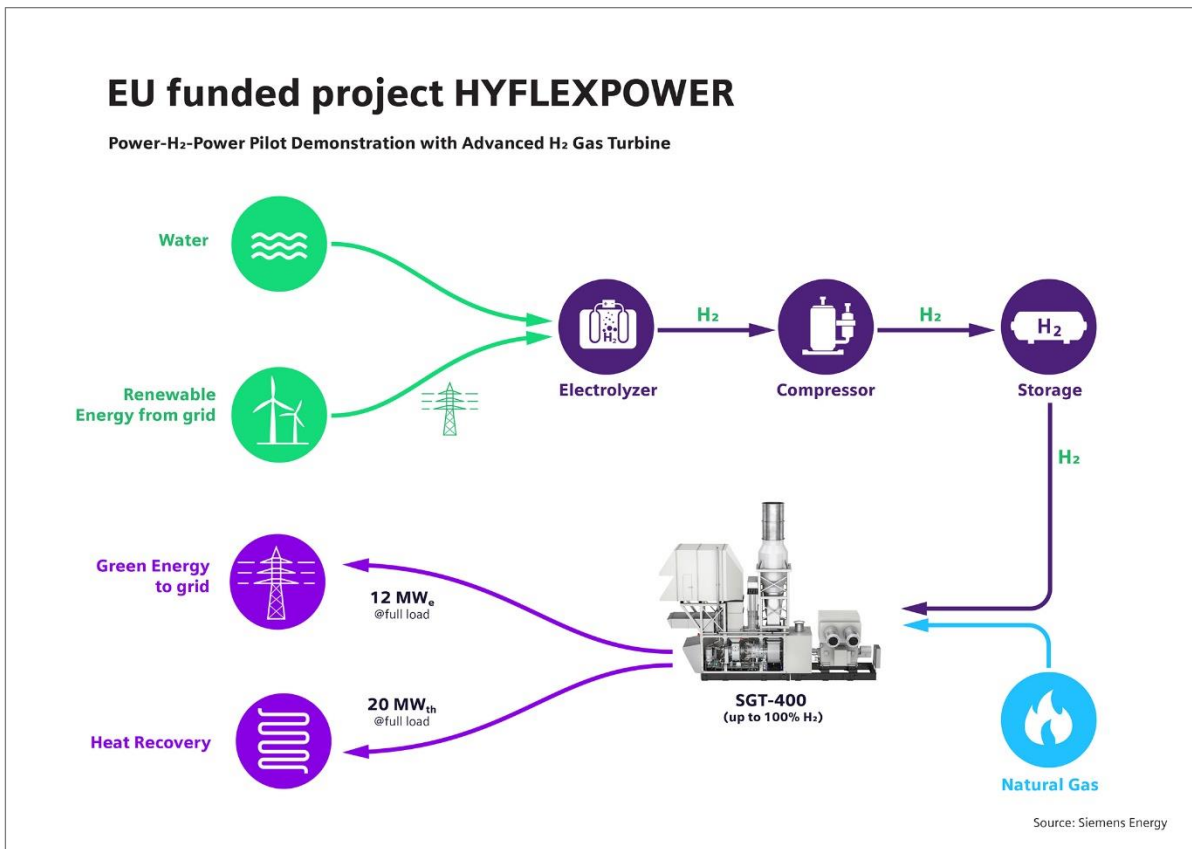 EU funded project HYFLEXPOWER
Power-H₂-Power Pilot Demonstration with Advanced H₂ Gas Turbine
Water
Renewable
Energy from grid
H₂
Electrolyzer
H₂
Compressor
H₂
H₂
Storage
H₂
Green Energy
to grid
12 MWₑ
@full load
Heat Recovery
20 MWth
@full load
SGT-400
(up to 100% H₂)
Natural Gas
Source: Siemens Energy